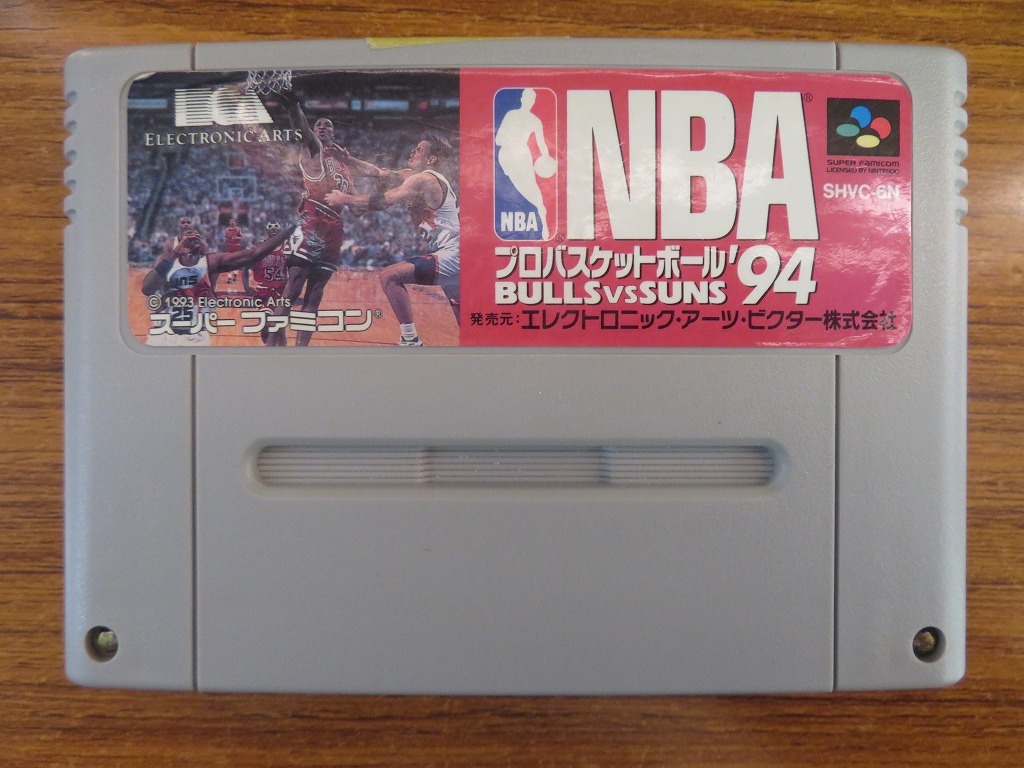 ELECTRONIC ARTS
© 1993 Electronic Arts
スーパーファミコン®
NBA
NBA®
プロバスケットボール'94
BULLS VS SUNS
発売元:エレクトロニック・アーツ・ビクター株式会社
SUPER FAMICOM
LICENSED BY NINTENDO
SHVC-6N